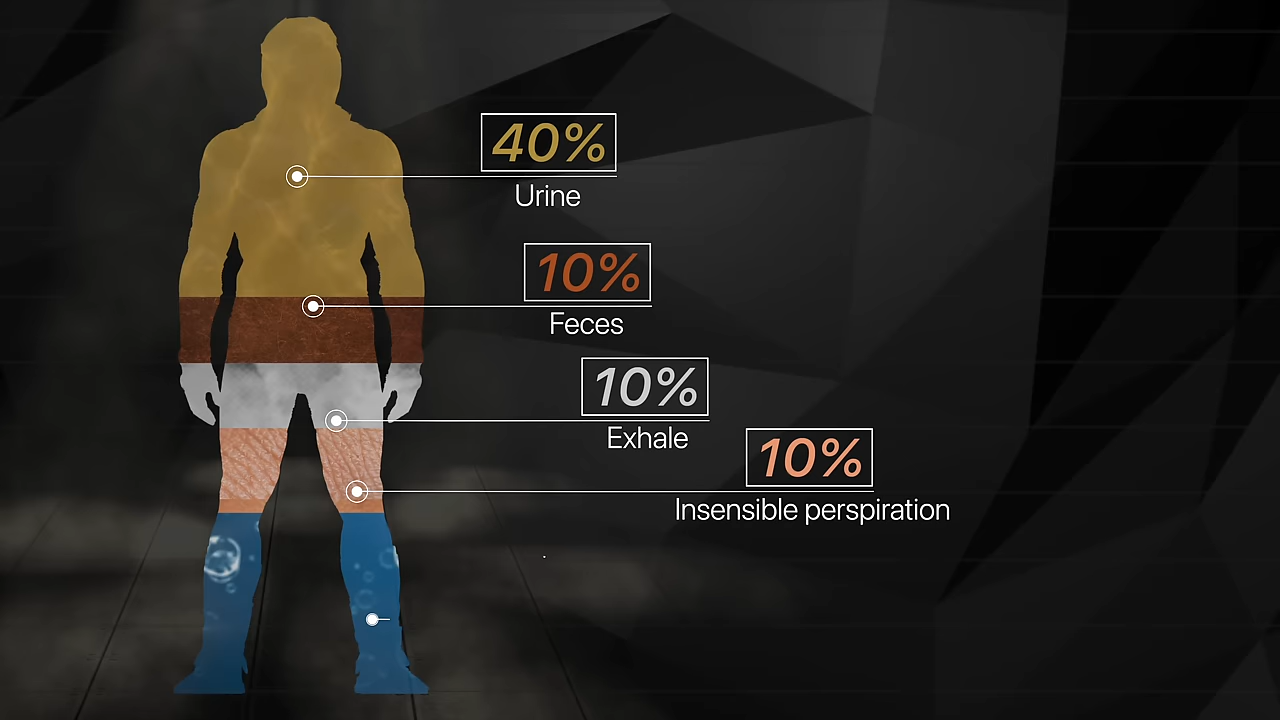 40%
Urine
10%
Feces
10%
Exhale
10%
Insensible perspiration